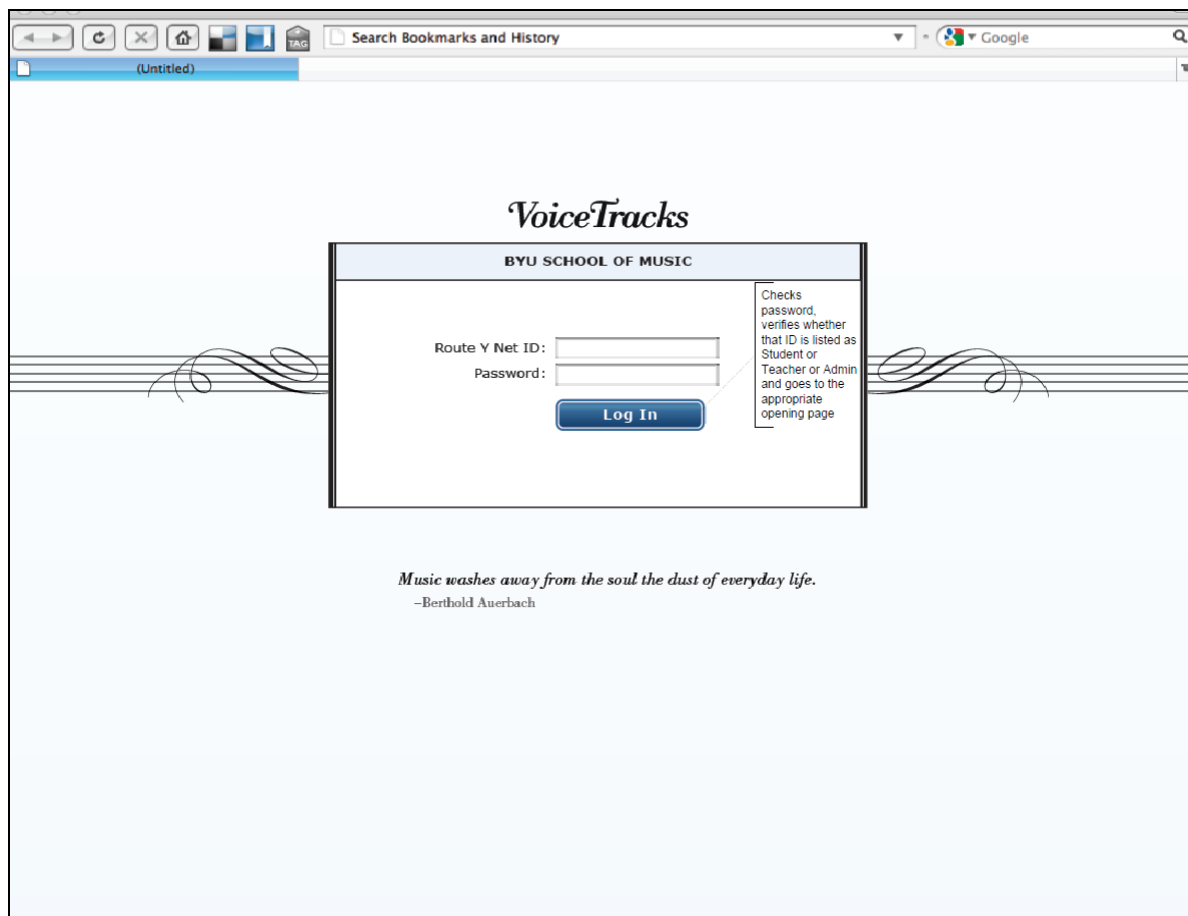 TAG
Search Bookmarks and History
Google
(Untitled)
VoiceTracks
BYU SCHOOL OF MUSIC
Route Y Net ID:
Password:
Log In
Checks
password,
verifies whether
that ID is listed as
Student or
Teacher or Admin
and goes to the
appropriate
opening page
Music washes away from the soul the dust of everyday life.
–Berthold Auerbach